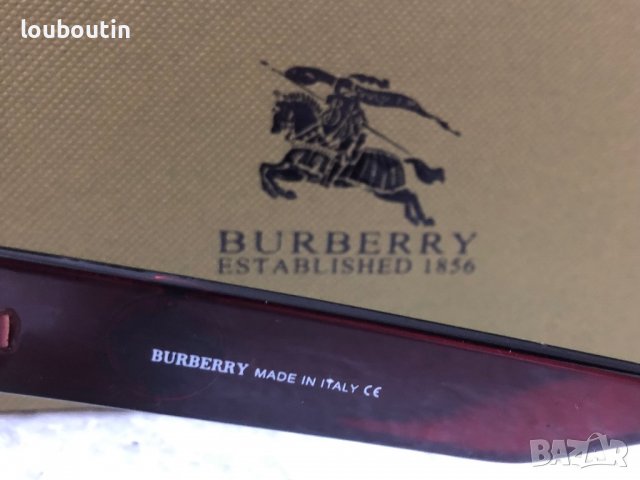 louboutin
BURBERRY
ESTABLISHED 1856
BURBERRY MADE IN ITALY CE
BAZAR